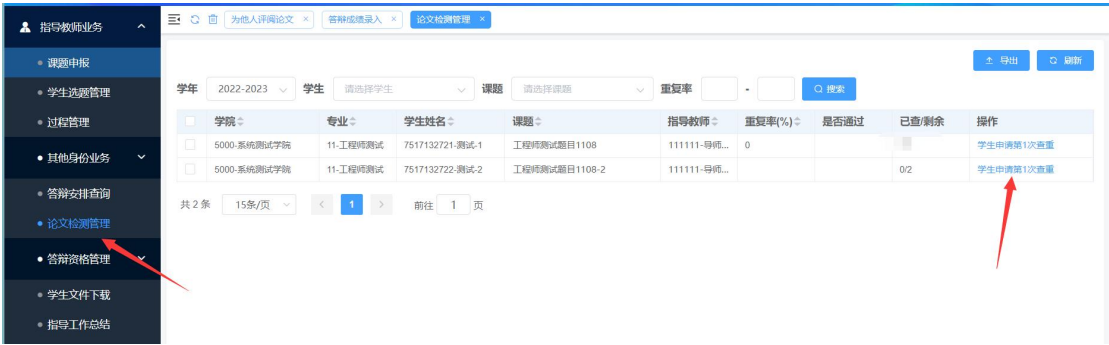 指导教师业务
课题申报
学生选题管理
过程管理
其他身份业务
答辩安排查询
论文检测管理
答辩资格管理
学生文件下载
指导工作总结
为他人评阅论文 × 答辩成绩录入 × 论文检测管理 ×
导出 刷新
学年 2022-2023 学生 请选择学生 课题 请选择课题 重复率 - 搜索
学院 专业 学生姓名 课题 指导教师 重复率(%) 是否通过 已查/剩余 操作
5000-系统测试学院 11-工程师测试 7517132721-测试-1 工程师测试题目1108 111111-导师... 0 学生申请第1次查重
5000-系统测试学院 11-工程师测试 7517132722-测试-2 工程师测试题目1108-2 111111-导师... 0/2 学生申请第1次查重
共 2 条 15条/页 < 1 > 前往 1 页